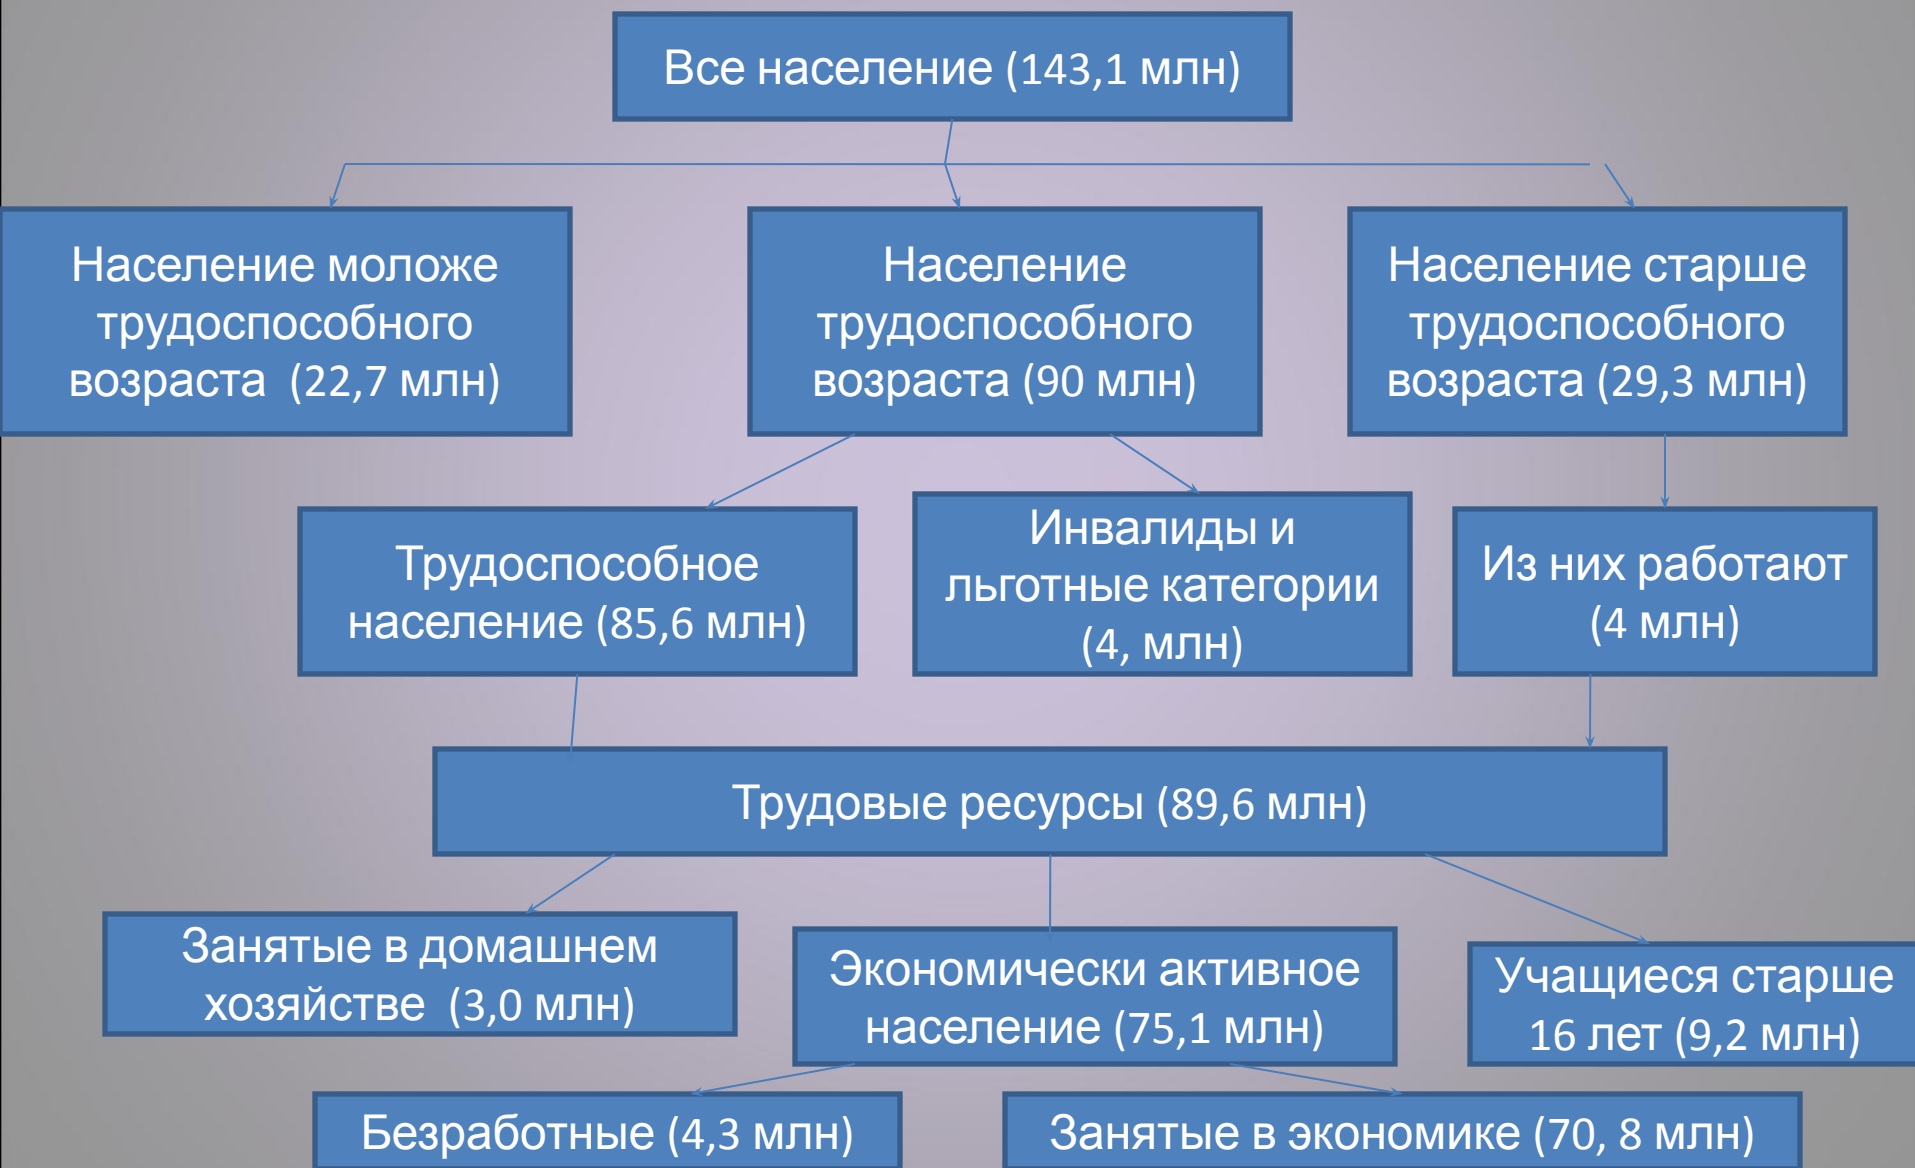 Все население (143,1 млн)
Население моложе
трудоспособного
возраста (22,7 млн)
Население
трудоспособного
возраста (90 млн)
Население старше
трудоспособного
возраста (29,3 млн)
Трудоспособное
население (85,6 млн)
Инвалиды и
льготные категории
(4, млн)
Из них работают
(4 млн)
Трудовые ресурсы (89,6 млн)
Занятые в домашнем
хозяйстве (3,0 млн)
Экономически активное
население (75,1 млн)
Учащиеся старше
16 лет (9,2 млн)
Безработные (4,3 млн)
Занятые в экономике (70, 8 млн)